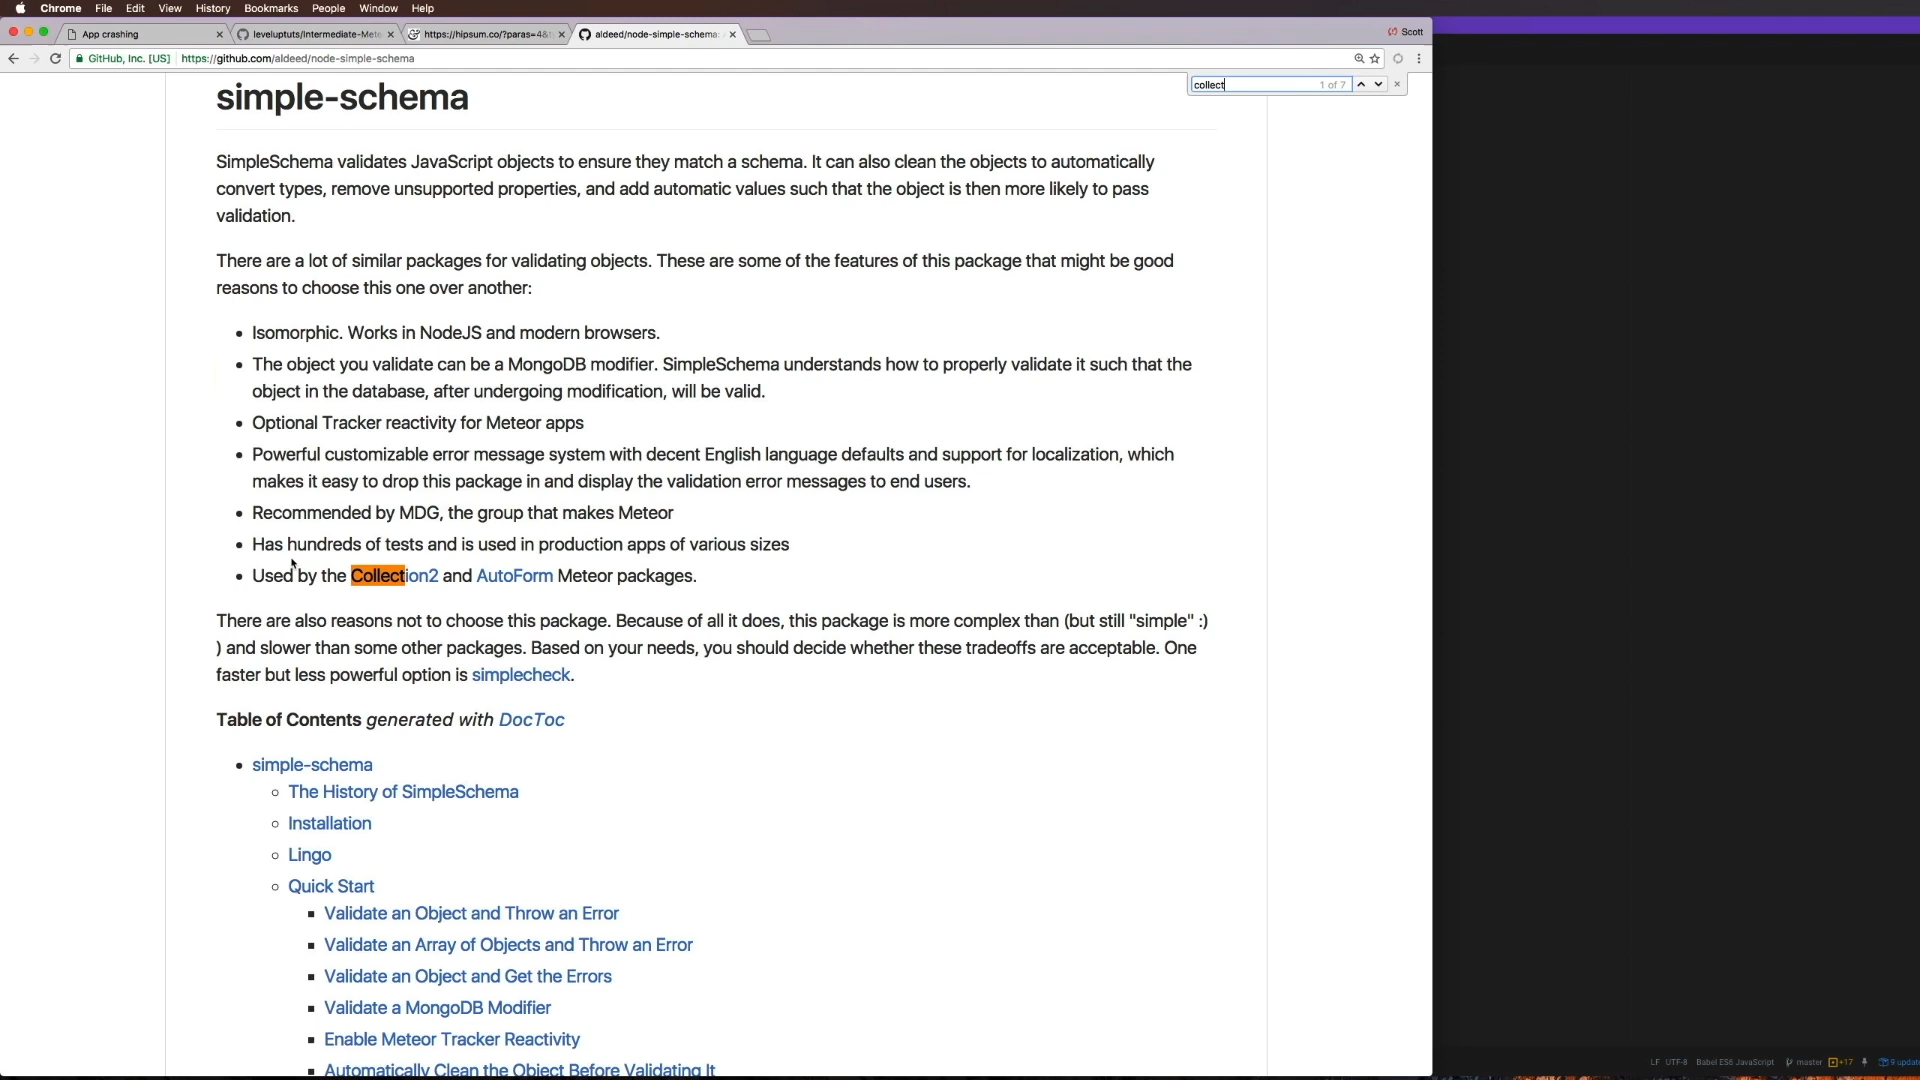 Chrome File Edit View History Bookmarks People Window Help
App crashing
leveluptuts/Intermediate-Mete
https://hipsum.co/?paras=4&t
aldeed/node-simple-schema:
Scott
GitHub, Inc. [US] https://github.com/aldeed/node-simple-schema
collect 1 of 7
simple-schema
SimpleSchema validates JavaScript objects to ensure they match a schema. It can also clean the objects to automatically
convert types, remove unsupported properties, and add automatic values such that the object is then more likely to pass
validation.
There are a lot of similar packages for validating objects. These are some of the features of this package that might be good
reasons to choose this one over another:
Isomorphic. Works in NodeJS and modern browsers.
The object you validate can be a MongoDB modifier. SimpleSchema understands how to properly validate it such that the
object in the database, after undergoing modification, will be valid.
Optional Tracker reactivity for Meteor apps
Powerful customizable error message system with decent English language defaults and support for localization, which
makes it easy to drop this package in and display the validation error messages to end users.
Recommended by MDG, the group that makes Meteor
Has hundreds of tests and is used in production apps of various sizes
Used by the Collection2 and AutoForm Meteor packages.
There are also reasons not to choose this package. Because of all it does, this package is more complex than (but still "simple" :)
) and slower than some other packages. Based on your needs, you should decide whether these tradeoffs are acceptable. One
faster but less powerful option is simplecheck.
Table of Contents generated with DocToc
simple-schema
The History of SimpleSchema
Installation
Lingo
Quick Start
Validate an Object and Throw an Error
Validate an Array of Objects and Throw an Error
Validate an Object and Get the Errors
Validate a MongoDB Modifier
Enable Meteor Tracker Reactivity
Automatically Clean the Object Before Validating It
LF UTF-8 Babel ES6 JavaScript master +17 9 updat